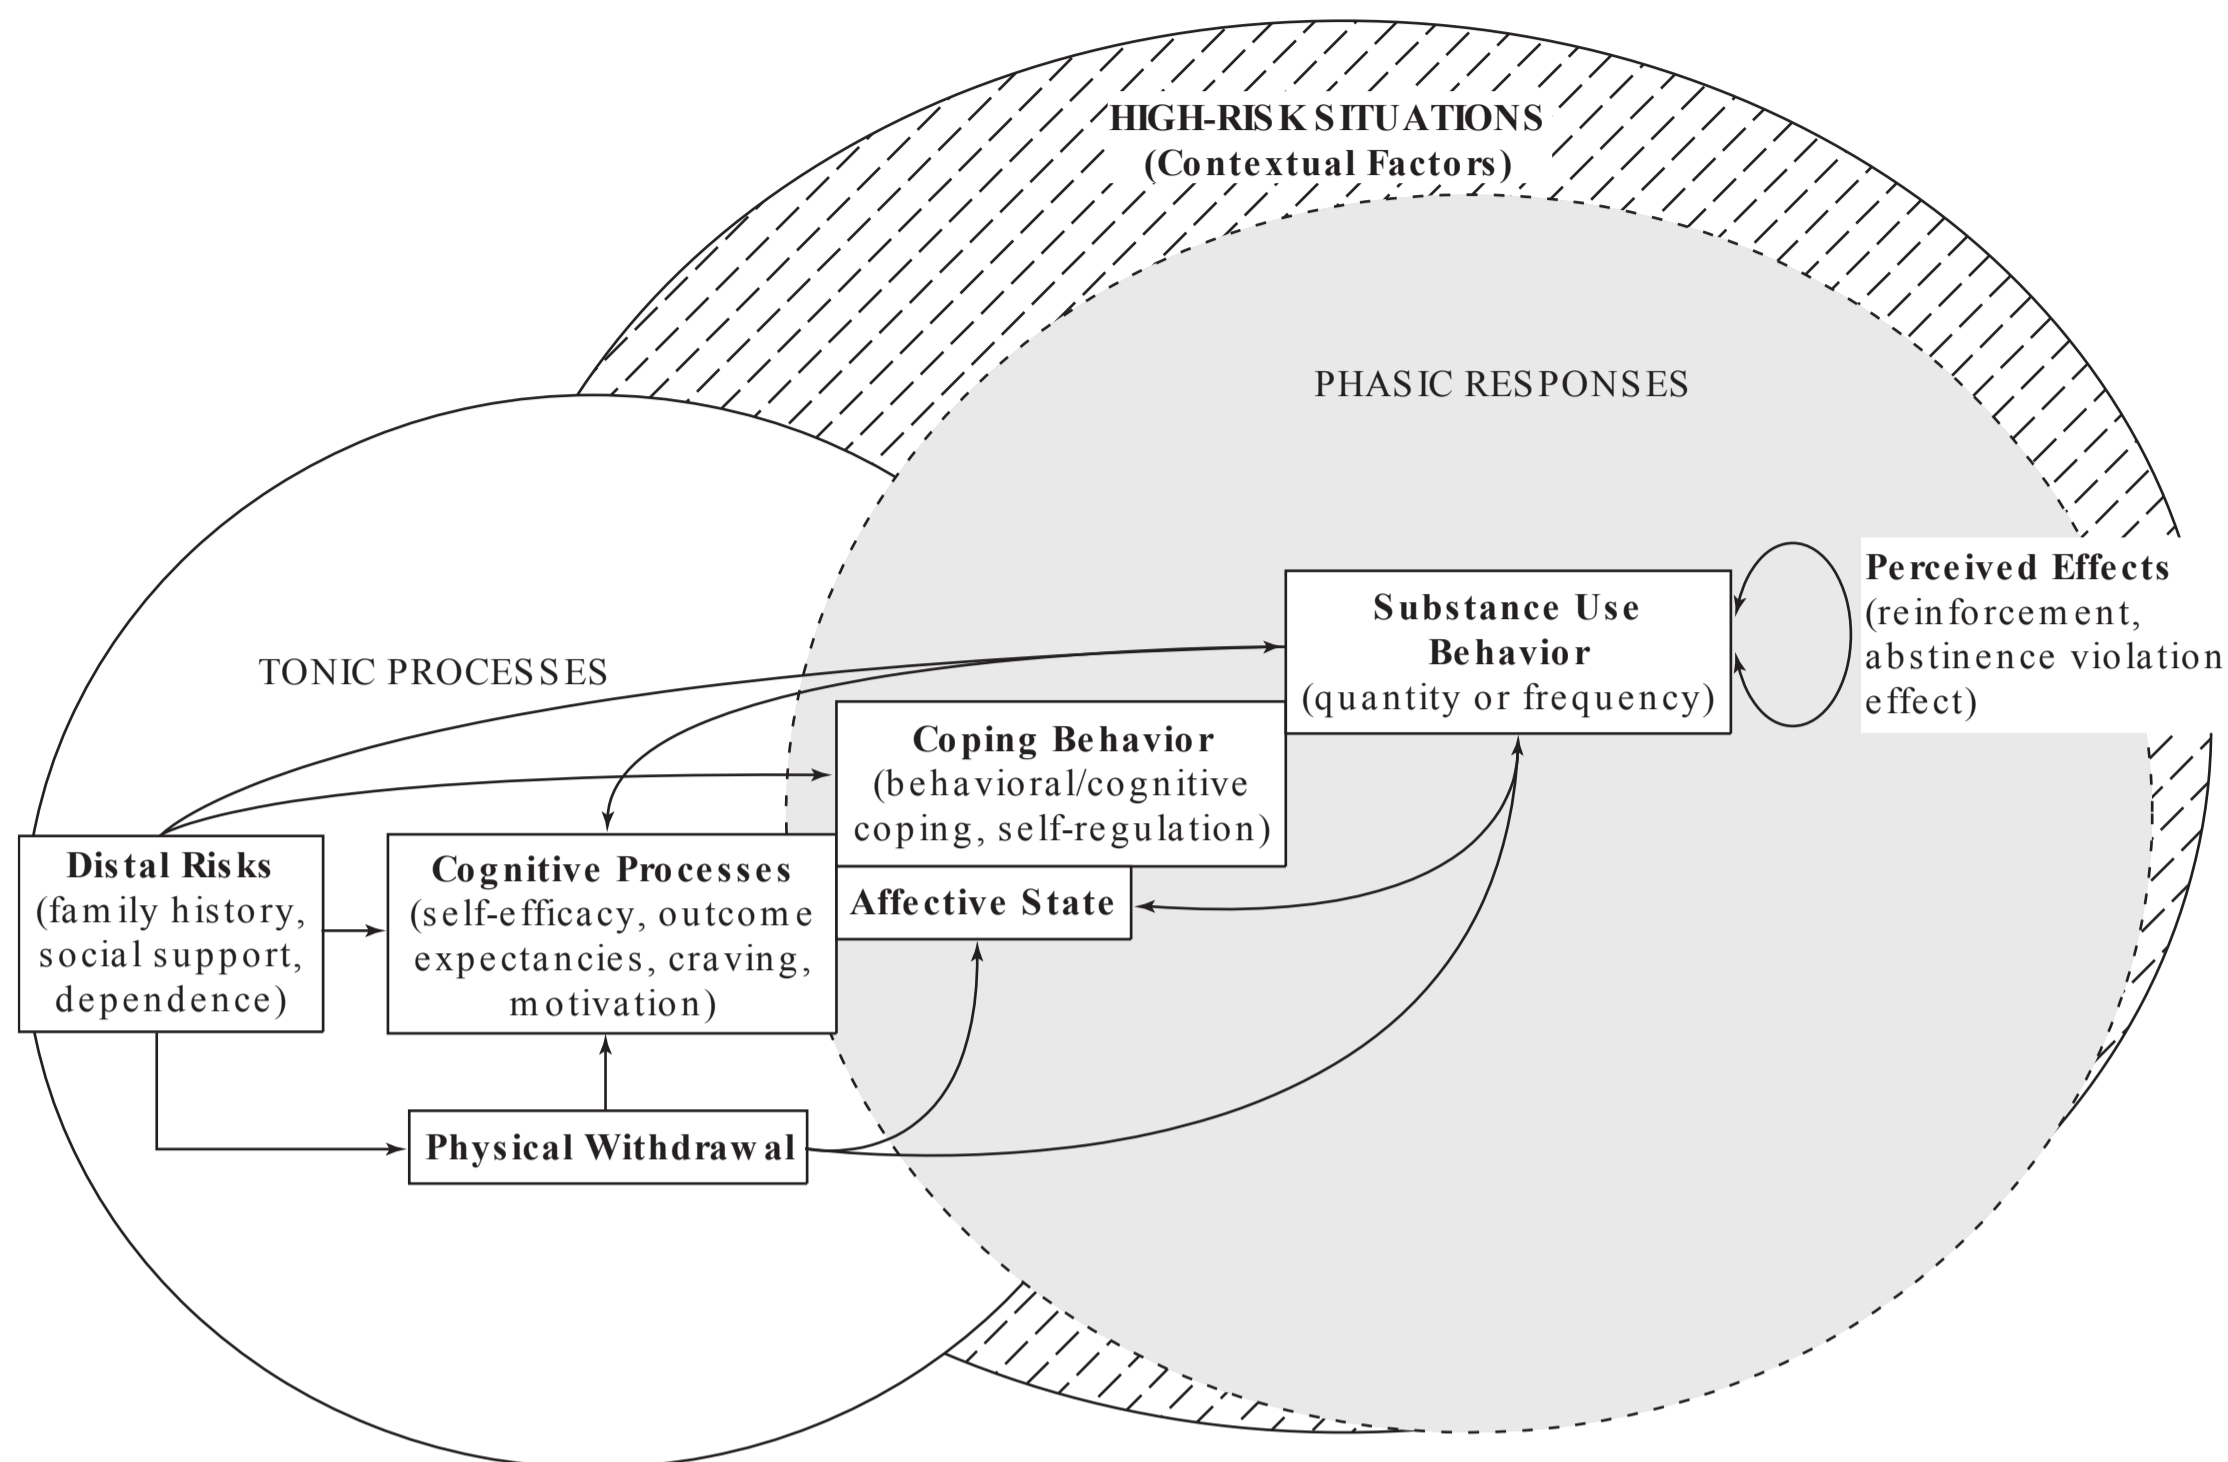 HIGH-RISK SITUATIONS
(Contextual Factors)
PHASIC RESPONSES
TONIC PROCESSES
Perceived Effects
(reinforcement,
abstinence violation
effect)
Substance Use
Behavior
(quantity or frequency)
Coping Behavior
(behavioral/cognitive
coping, self-regulation)
Distal Risks
(family history,
social support,
dependence)
Cognitive Processes
(self-efficacy, outcome
expectancies, craving,
motivation)
Affective State
Physical Withdrawal